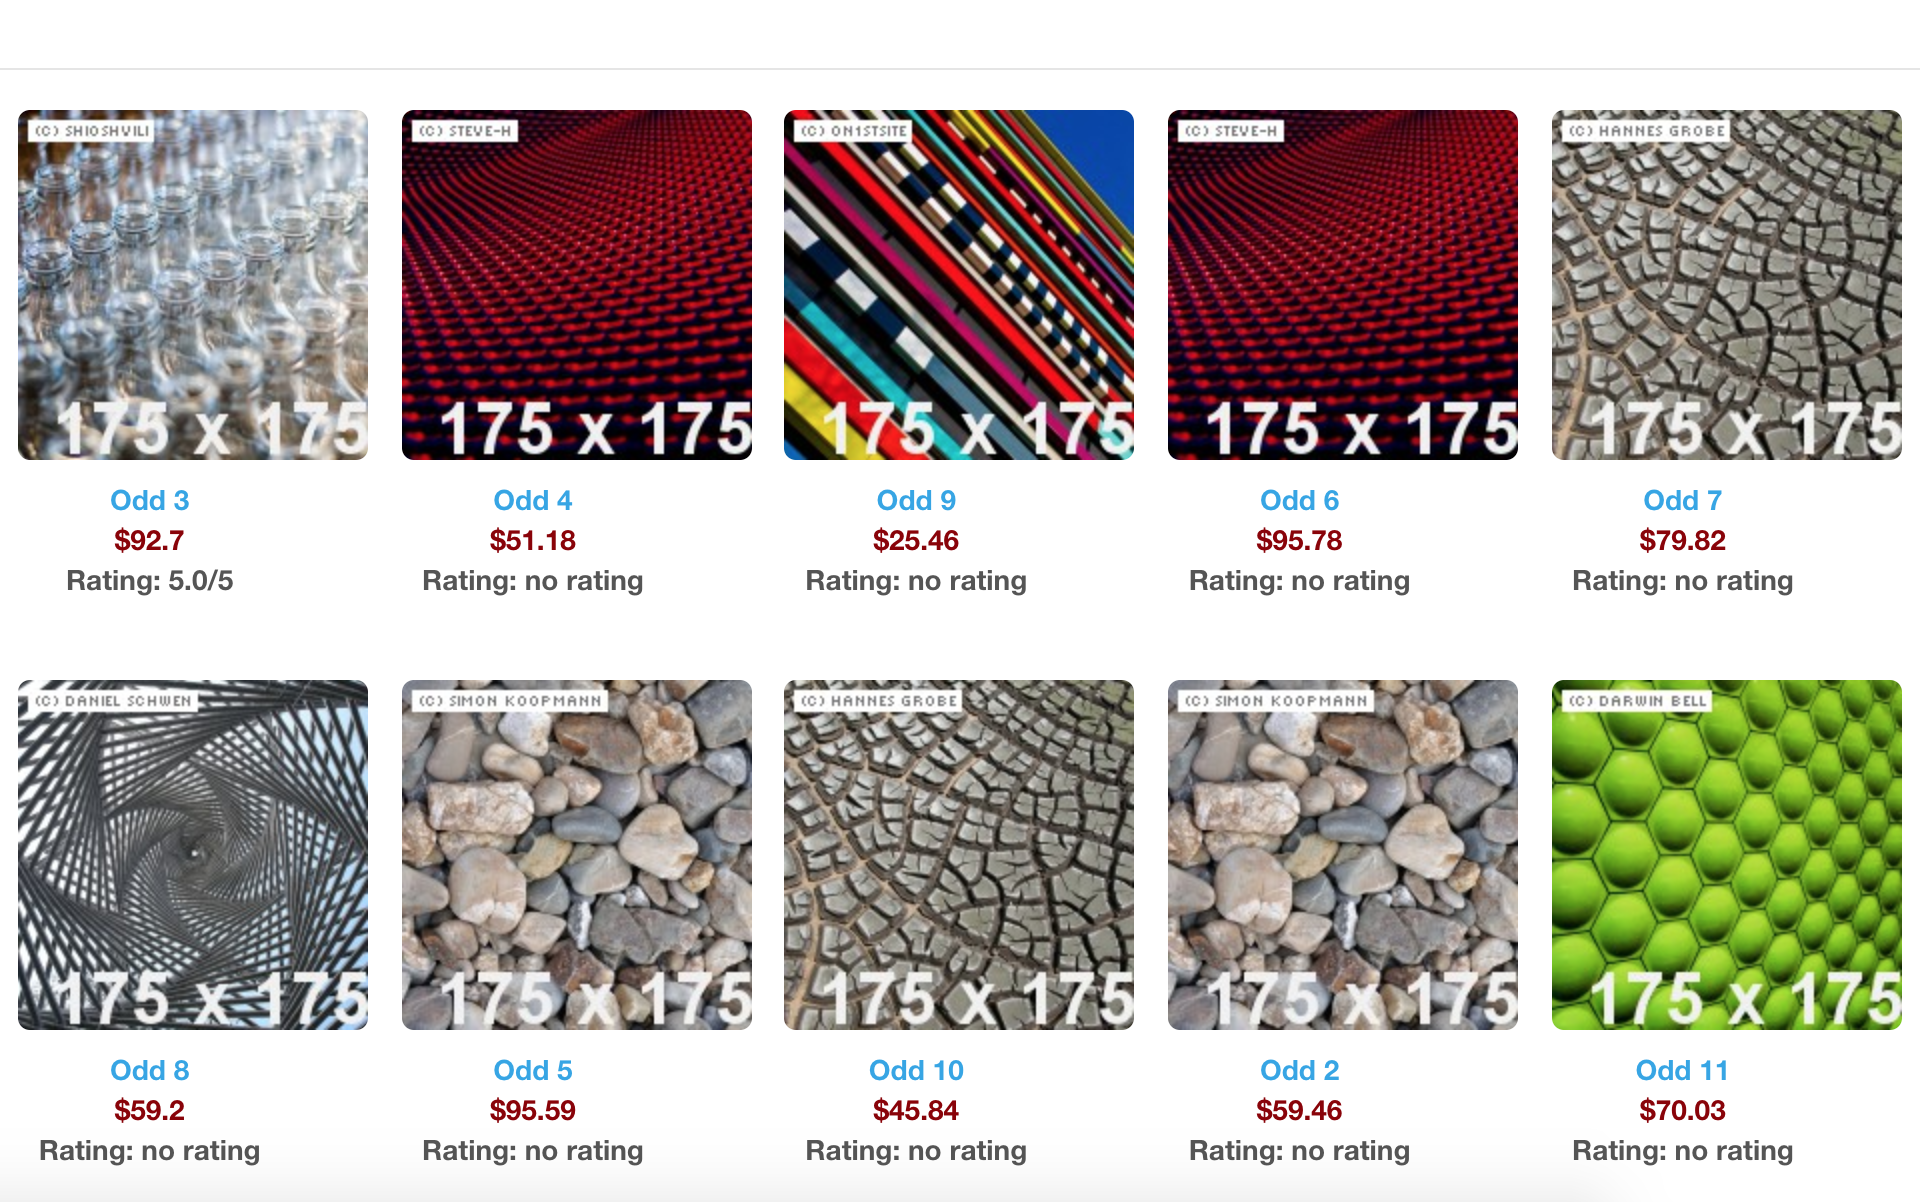 (C) SHIOSHVILI
175 x 175
Odd 3
$92.7
Rating: 5.0/5
(C) STEVE-H
175 x 175
Odd 4
$51.18
Rating: no rating
(C) ON1STSITE
175 x 175
Odd 9
$25.46
Rating: no rating
(C) STEVE-H
175 x 175
Odd 6
$95.78
Rating: no rating
(C) HANNES GROBE
175 x 175
Odd 7
$79.82
Rating: no rating
(C) DANIEL SCHWEN
175 x 175
Odd 8
$59.2
Rating: no rating
(C) SIMON KOOPMANN
175 x 175
Odd 5
$95.59
Rating: no rating
(C) HANNES GROBE
175 x 175
Odd 10
$45.84
Rating: no rating
(C) SIMON KOOPMANN
175 x 175
Odd 2
$59.46
Rating: no rating
(C) DARWIN BELL
175 x 175
Odd 11
$70.03
Rating: no rating